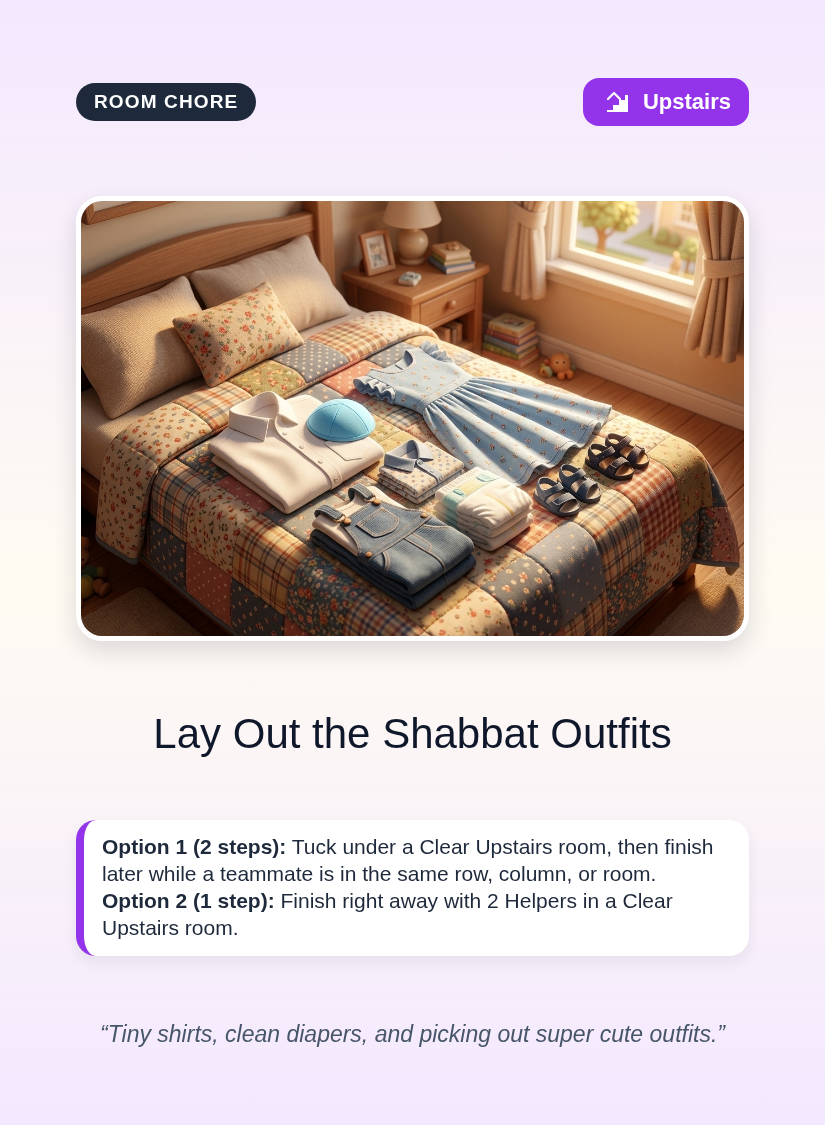 ROOM CHORE
Upstairs
Lay Out the Shabbat Outfits
Option 1 (2 steps): Tuck under a Clear Upstairs room, then finish
later while a teammate is in the same row, column, or room.
Option 2 (1 step): Finish right away with 2 Helpers in a Clear
Upstairs room.
“Tiny shirts, clean diapers, and picking out super cute outfits.”